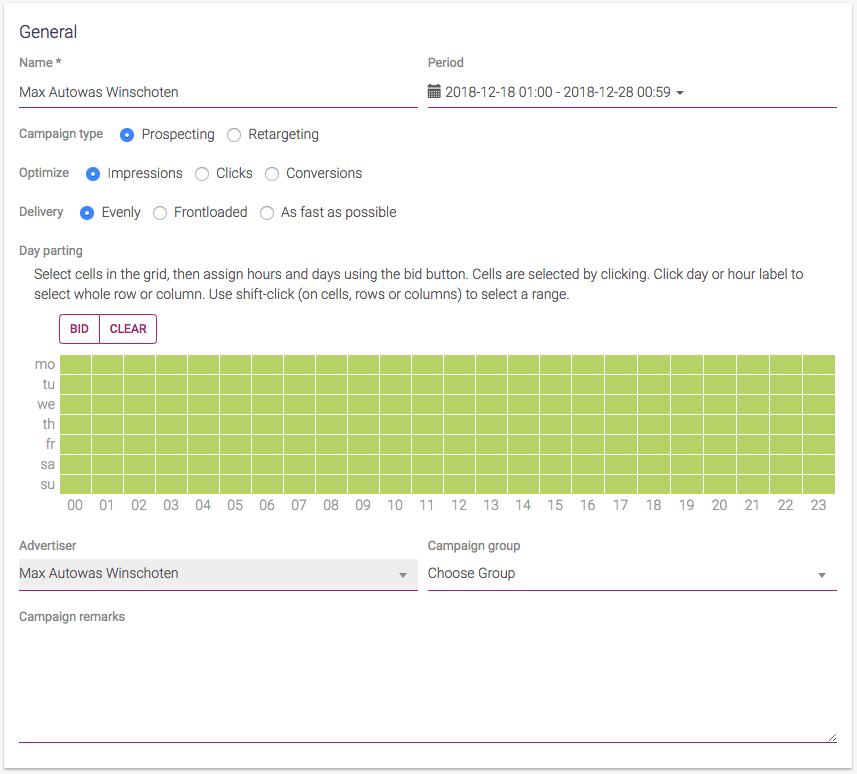 General
Name *
Period
Max Autowas Winschoten
2018-12-18 01:00 - 2018-12-28 00:59
Campaign type Prospecting Retargeting
Optimize Impressions Clicks Conversions
Delivery Evenly Frontloaded As fast as possible
Day parting
Select cells in the grid, then assign hours and days using the bid button. Cells are selected by clicking. Click day or hour label to
select whole row or column. Use shift-click (on cells, rows or columns) to select a range.
BID CLEAR
mo
tu
we
th
fr
sa
su
00 01 02 03 04 05 06 07 08 09 10 11 12 13 14 15 16 17 18 19 20 21 22 23
Advertiser
Campaign group
Max Autowas Winschoten
Choose Group
Campaign remarks